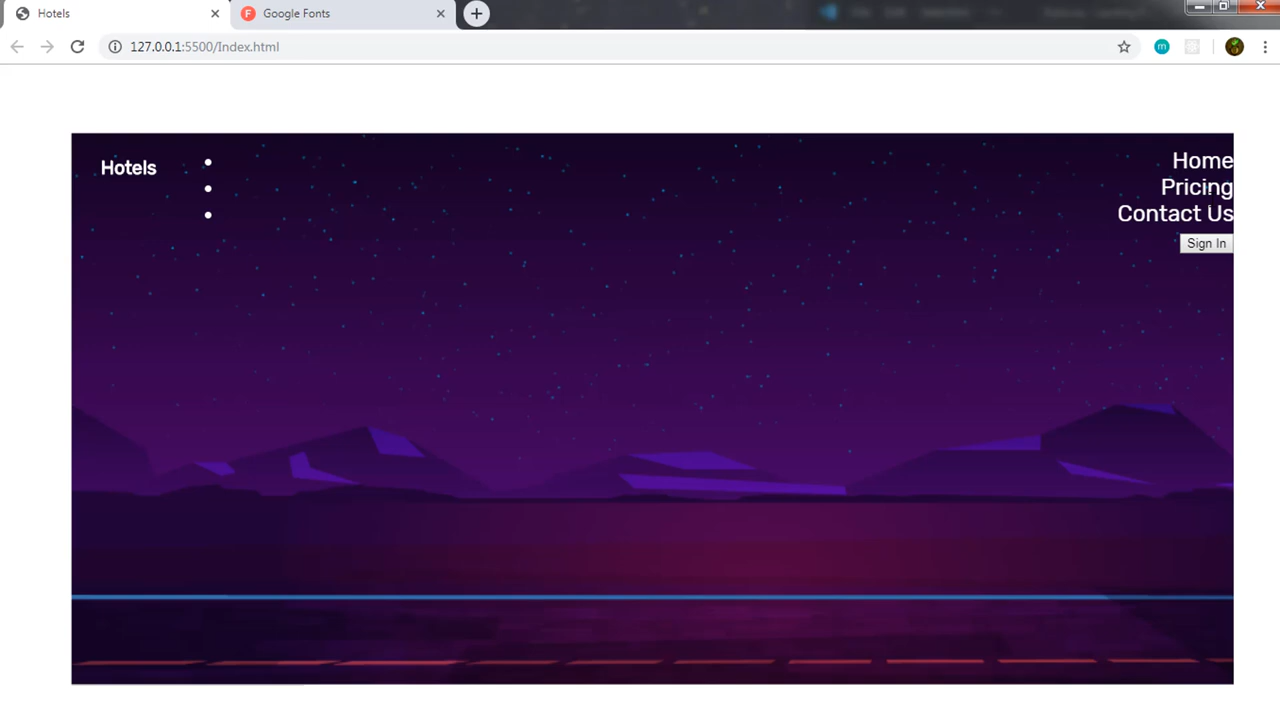 Hotels
Google Fonts
127.0.0.1:5500/Index.html
m
Hotels
Home
Pricing
Contact Us
Sign In